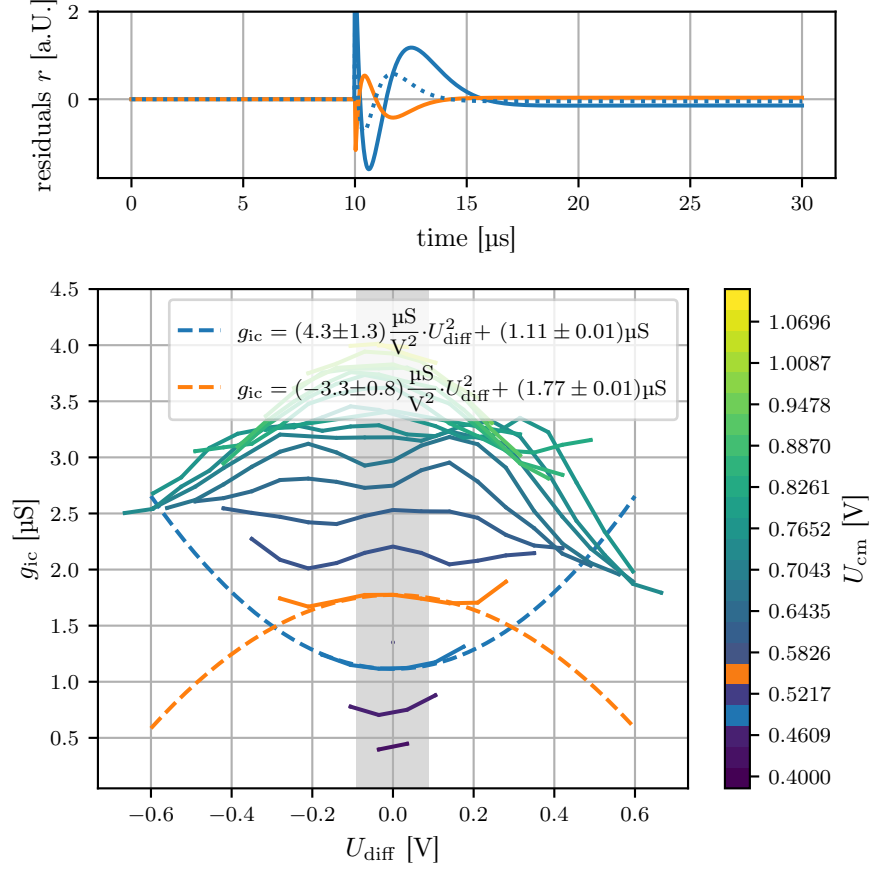 2
0
residuals r [a.U.]
0 5 10 15 20 25 30
time [µs]
4.5
4.0
3.5
3.0
2.5
2.0
1.5
1.0
0.5
g_ic [µS]
g_ic = (4.3±1.3) µS/V² · U²_diff + (1.11 ± 0.01)µS
g_ic = (−3.3±0.8) µS/V² · U²_diff + (1.77 ± 0.01)µS
−0.6 −0.4 −0.2 0.0 0.2 0.4 0.6
U_diff [V]
1.0696
1.0087
0.9478
0.8870
0.8261
0.7652
0.7043
0.6435
0.5826
0.5217
0.4609
0.4000
U_cm [V]